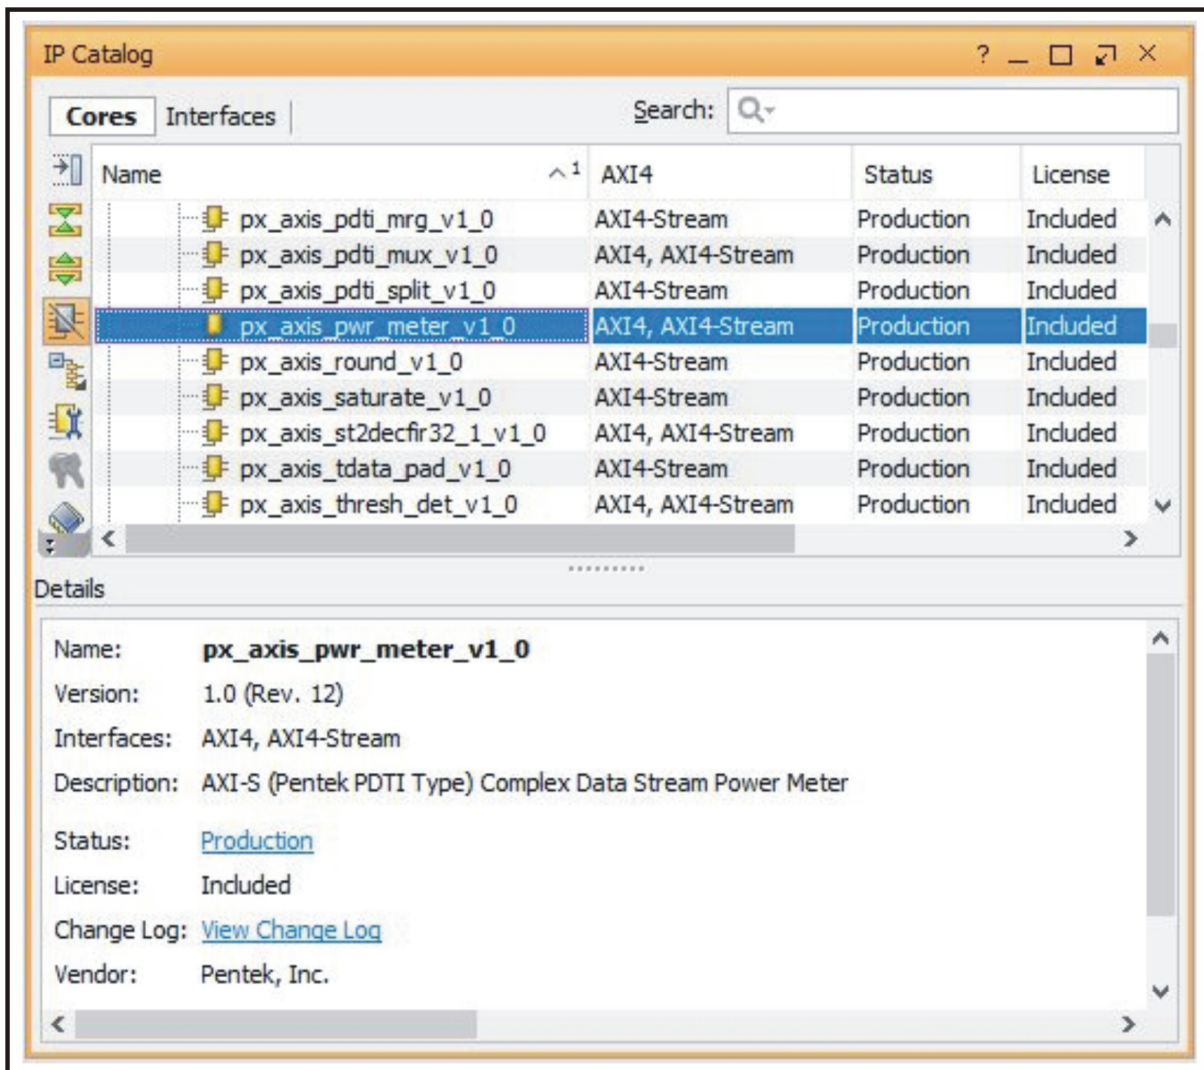 IP Catalog ? 
Cores Interfaces Search:
Name 1 AXI4 Status License
px_axis_pdti_mrg_v1_0 AXI4-Stream Production Included
px_axis_pdti_mux_v1_0 AXI4, AXI4-Stream Production Included
px_axis_pdti_split_v1_0 AXI4-Stream Production Included
px_axis_pwr_meter_v1_0 AXI4, AXI4-Stream Production Included
px_axis_round_v1_0 AXI4-Stream Production Included
px_axis_saturate_v1_0 AXI4-Stream Production Included
px_axis_st2decfir32_1_v1_0 AXI4, AXI4-Stream Production Included
px_axis_tdata_pad_v1_0 AXI4-Stream Production Included
px_axis_thresh_det_v1_0 AXI4, AXI4-Stream Production Included
Details
Name: px_axis_pwr_meter_v1_0
Version: 1.0 (Rev. 12)
Interfaces: AXI4, AXI4-Stream
Description: AXI-S (Pentek PDTI Type) Complex Data Stream Power Meter
Status: Production
License: Included
Change Log: View Change Log
Vendor: Pentek, Inc.